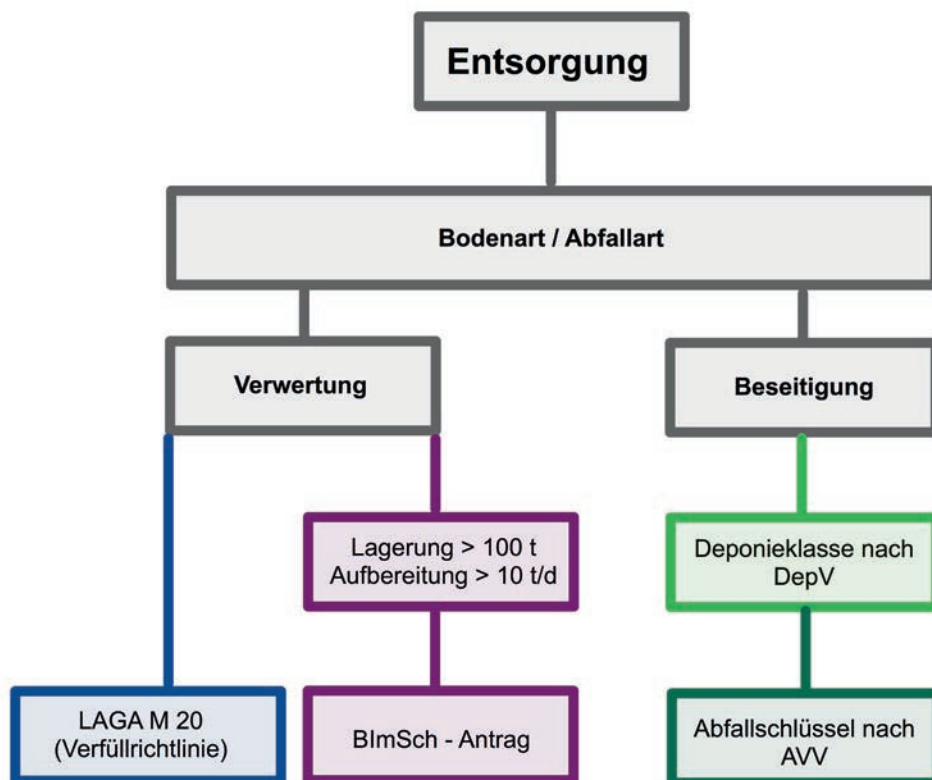 Entsorgung
Bodenart / Abfallart
Verwertung
Beseitigung
Lagerung > 100 t
Aufbereitung > 10 t/d
Deponieklasse nach
DepV
LAGA M 20
(Verfüllrichtlinie)
BImSch - Antrag
Abfallschlüssel nach
AVV